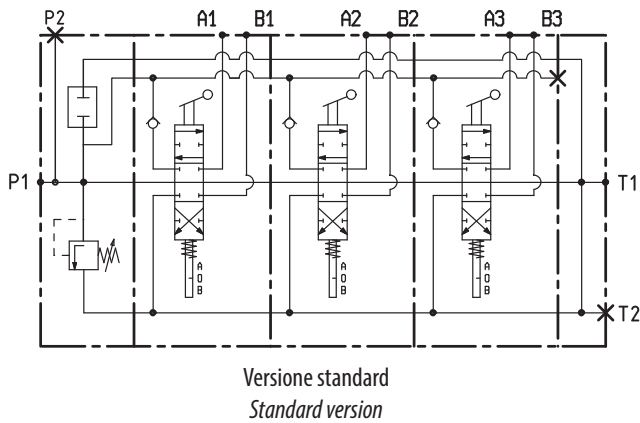 P2 A1 B1 A2 B2 A3 B3
P1 T1
A A A
0 0 0
B B B
T2
Versione standard
Standard version